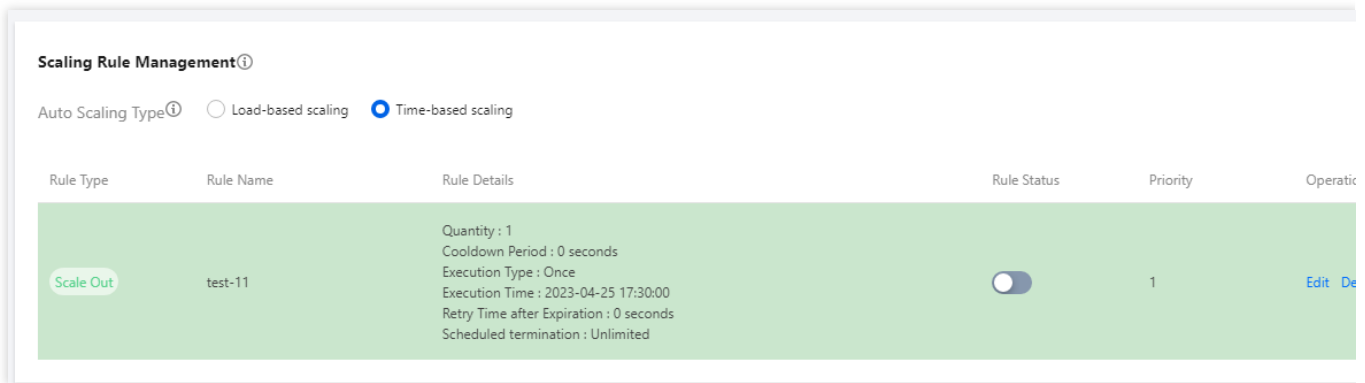 Scaling Rule Management
Auto Scaling Type Load-based scaling Time-based scaling
Rule Type Rule Name Rule Details Rule Status Priority Operatio
Quantity : 1
Cooldown Period : 0 seconds
Execution Type : Once
Scale Out test-11 1 Edit De
Execution Time : 2023-04-25 17:30:00
Retry Time after Expiration : 0 seconds
Scheduled termination : Unlimited